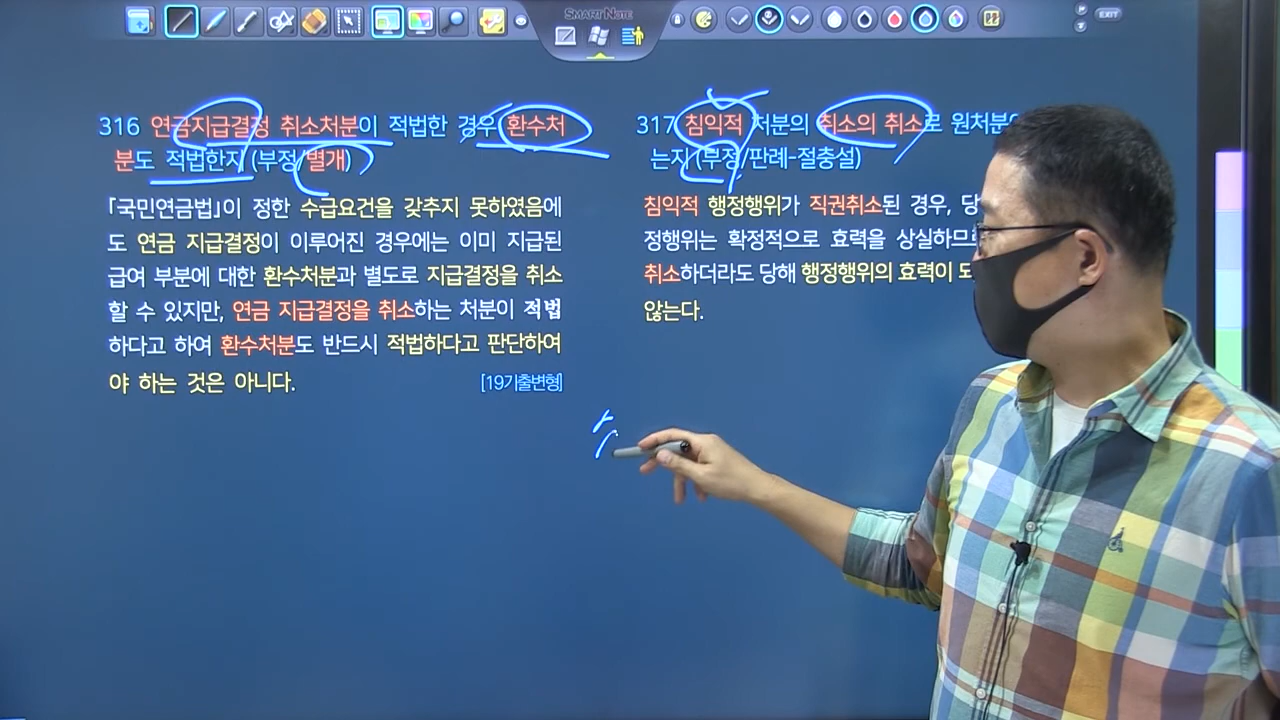 SMART NOTE
EXIT
316 연금지급결정 취소처분이 적법한 경우 환수처
분도 적법한지 (부정/별개)
「국민연금법」이 정한 수급요건을 갖추지 못하였음에
도 연금 지급결정이 이루어진 경우에는 이미 지급된
급여 부분에 대한 환수처분과 별도로 지급결정을 취소
할 수 있지만, 연금 지급결정을 취소하는 처분이 적법
하다고 하여 환수처분도 반드시 적법하다고 판단하여
야 하는 것은 아니다.
[19기출변형]
317 침익적 처분의 취소의 취소로 원처분
는지 (부정/판례-절충설)
침익적 행정행위가 직권취소된 경우, 당
정행위는 확정적으로 효력을 상실하므
취소하더라도 당해 행정행위의 효력이
않는다.